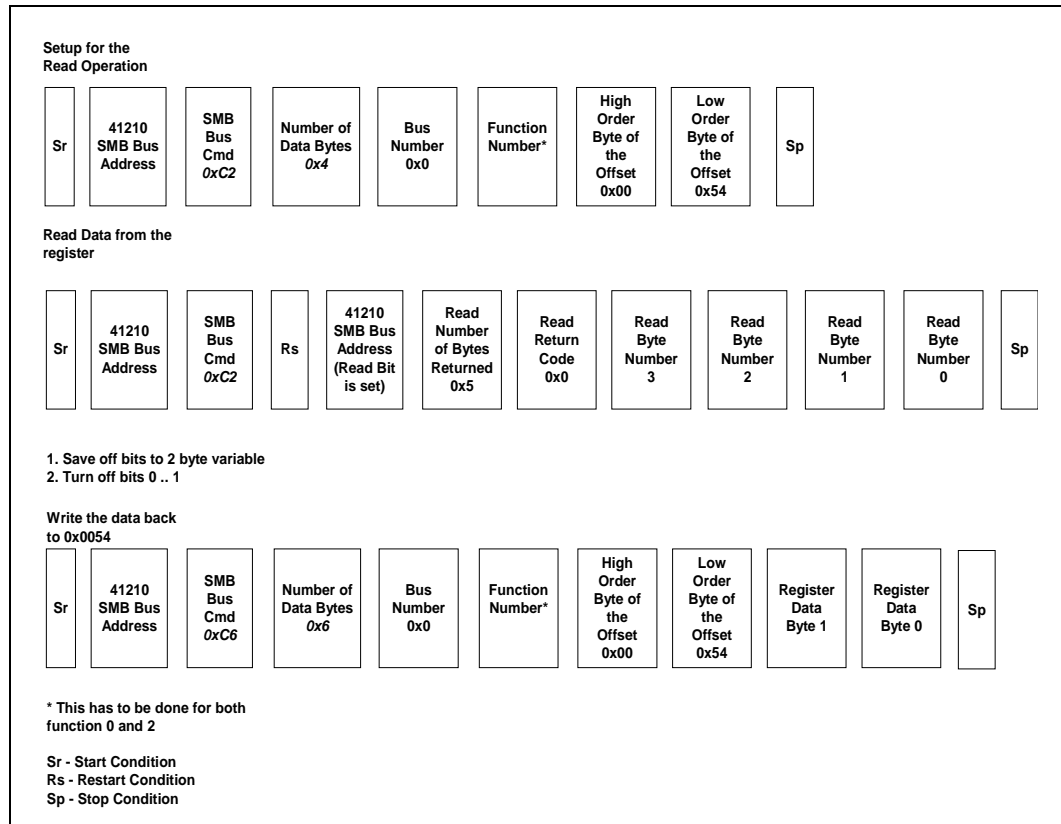 Setup for the
Read Operation
Sr
41210
SMB Bus
Address
SMB
Bus
Cmd
0xC2
Number of
Data Bytes
0x4
Bus
Number
0x0
Function
Number*
High
Order
Byte of
the
Offset
0x00
Low
Order
Byte of
the
Offset
0x54
Sp
Read Data from the
register
Sr
41210
SMB Bus
Address
SMB
Bus
Cmd
0xC2
Rs
41210
SMB Bus
Address
(Read Bit
is set)
Read
Number
of Bytes
Returned
0x5
Read
Return
Code
0x0
Read
Byte
Number
3
Read
Byte
Number
2
Read
Byte
Number
1
Read
Byte
Number
0
Sp
1. Save off bits to 2 byte variable
2. Turn off bits 0 .. 1
Write the data back
to 0x0054
Sr
41210
SMB Bus
Address
SMB
Bus
Cmd
0xC6
Number of
Data Bytes
0x6
Bus
Number
0x0
Function
Number*
High
Order
Byte of
the
Offset
0x00
Low
Order
Byte of
the
Offset
0x54
Register
Data
Byte 1
Register
Data
Byte 0
Sp
* This has to be done for both
function 0 and 2
Sr - Start Condition
Rs - Restart Condition
Sp - Stop Condition